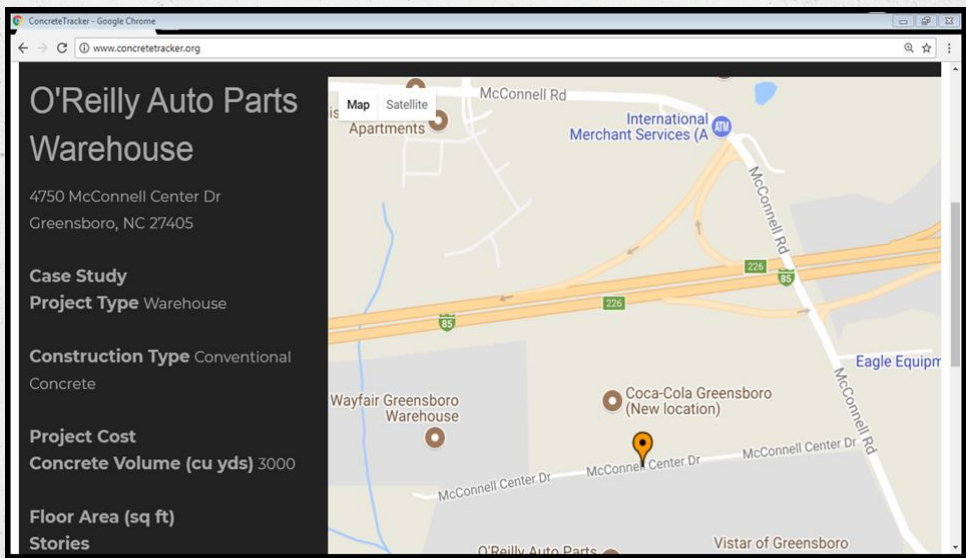 ConcreteTracker - Google Chrome
www.concretetracker.org
O'Reilly Auto Parts
Warehouse
4750 McConnell Center Dr
Greensboro, NC 27405
Case Study
Project Type Warehouse
Construction Type Conventional
Concrete
Project Cost
Concrete Volume (cu yds) 3000
Floor Area (sq ft)
Stories
Map Satellite
McConnell Rd
Apartments
International
Merchant Services (A
ATM
McConnell Rd
226
85
226
85
Eagle Equipm
Wayfair Greensboro
Warehouse
Coca-Cola Greensboro
(New location)
McConnell Rd
McConnell Center Dr
McConnell Center Dr
McConnell Center Dr
O'Reilly Auto Parts
Vistar of Greensboro